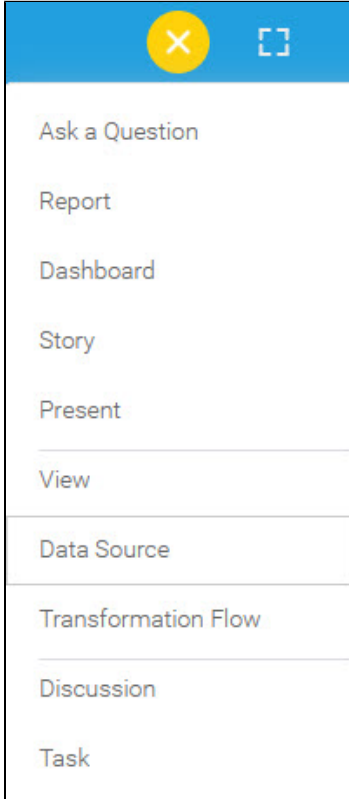 Ask a Question
Report
Dashboard
Story
Present
View
Data Source
Transformation Flow
Discussion
Task